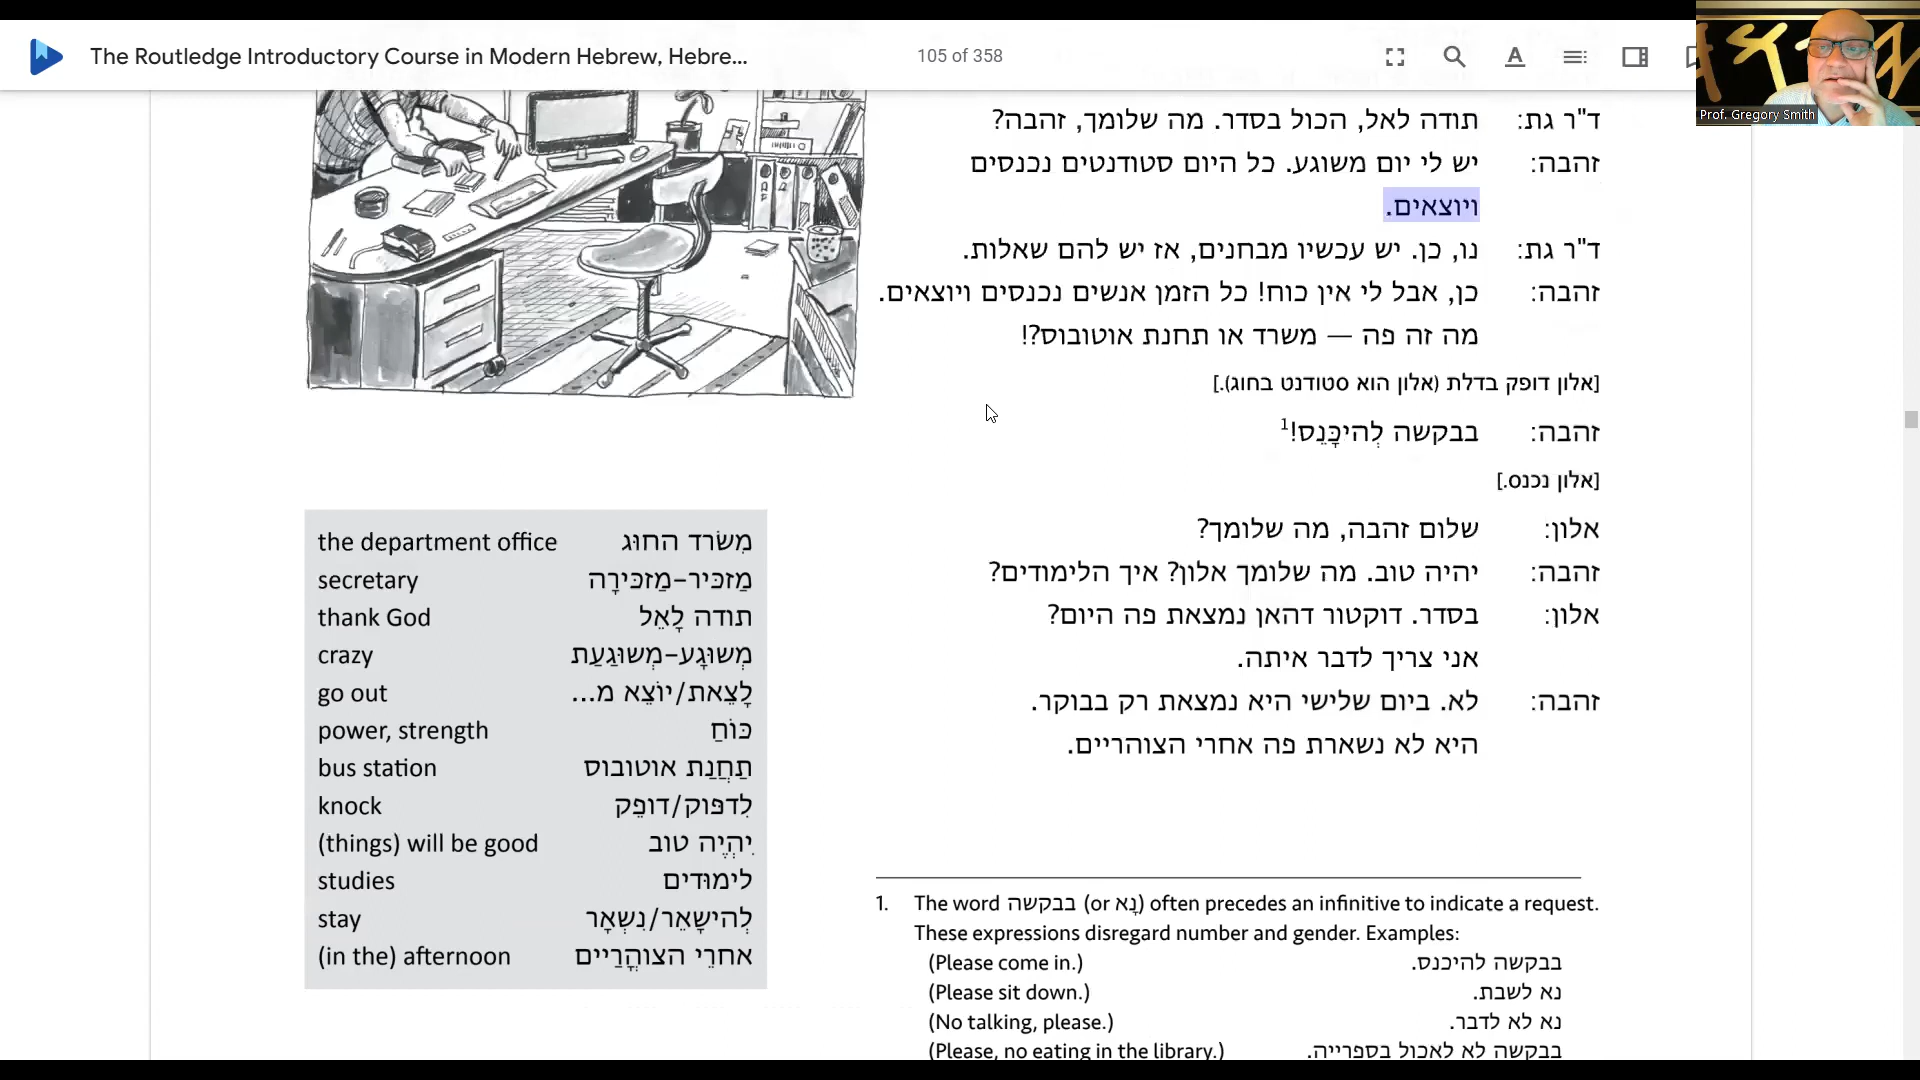 The Routledge Introductory Course in Modern Hebrew, Hebre...
105 of 358
Prof. Gregory Smith
ד"ר גת: תודה לאל, הכול בסדר. מה שלומך, זהבה?
זהבה: יש לי יום משוגע. כל היום סטודנטים נכנסים
ויוצאים.
ד"ר גת: נו, כן. יש עכשיו מבחנים, אז יש להם שאלות.
זהבה: כן, אבל לי אין כוח! כל הזמן אנשים נכנסים ויוצאים.
מה זה פה — משרד או תחנת אוטובוס?!
[אלון דופק בדלת (אלון הוא סטודנט בחוג).]
זהבה: בבקשה לְהיכָּנֵס!1
[אלון נכנס.]
אלון: שלום זהבה, מה שלומך?
זהבה: יהיה טוב. מה שלומך אלון? איך הלימודים?
אלון: בסדר. דוקטור דהאן נמצאת פה היום?
אני צריך לדבר איתה.
זהבה: לא. ביום שלישי היא נמצאת רק בבוקר.
היא לא נשארת פה אחרי הצוהריים.
the department office מִשׂרד החוּג
secretary מַזכּיר–מַזכּירָה
thank God תודה לָאֵל
crazy מְשוּגָע–מְשוּגַעַת
go out לָצֵאת/יוֹצֵא מ...
power, strength כּוֹחַ
bus station תַחֲנַת אוטובוס
knock לִדפּוק/דופֵק
(things) will be good יִהְיֶה טוב
studies לימוּדים
stay לְהישָאֵר/נִשְאָר
(in the) afternoon אחרֵי הצוהֳרַיים
1. The word בבקשה (or נָא) often precedes an infinitive to indicate a request.
These expressions disregard number and gender. Examples:
(Please come in.) בבקשה להיכנס.
(Please sit down.) נא לשבת.
(No talking, please.) נא לא לדבר.
(Please, no eating in the library.) בבקשה לא לאכול בספרייה.